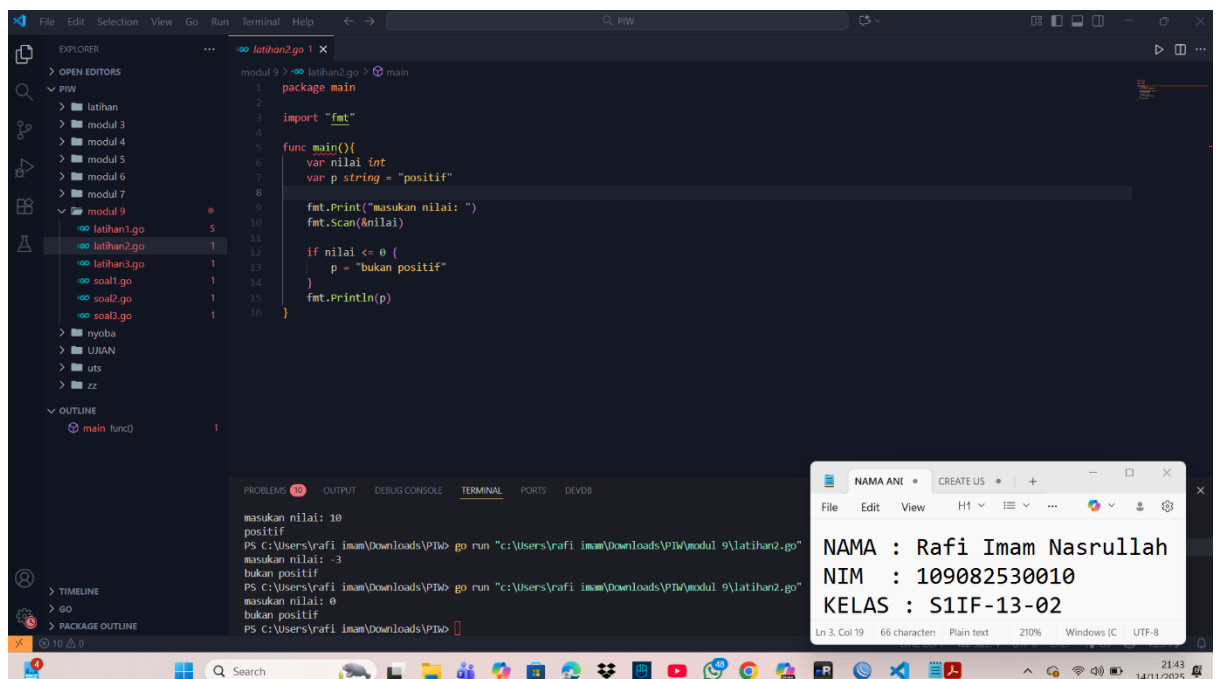 File Edit Selection View Go Run Terminal Help
PIW
EXPLORER
OPEN EDITORS
PIW
latihan
modul 3
modul 4
modul 5
modul 6
modul 7
modul 9
latihan1.go 5
latihan2.go 1
latihan3.go 1
soal1.go 1
soal2.go 1
soal3.go 1
nyoba
UJIAN
uts
zz
OUTLINE
main func() 1
TIMELINE
GO
PACKAGE OUTLINE
latihan2.go 1
modul 9 > latihan2.go > main
1 package main
2
3 import "fmt"
4
5 func main(){
6 var nilai int
7 var p string = "positif"
8
9 fmt.Print("masukan nilai: ")
10 fmt.Scan(&nilai)
11
12 if nilai <= 0 {
13 p = "bukan positif"
14 }
15 fmt.Println(p)
16 }
PROBLEMS 10 OUTPUT DEBUG CONSOLE TERMINAL PORTS DEVDB
masukan nilai: 10
positif
PS C:\Users\rafi imam\Downloads\PIW> go run "c:\Users\rafi imam\Downloads\PIW\modul 9\latihan2.go"
masukan nilai: -3
bukan positif
PS C:\Users\rafi imam\Downloads\PIW> go run "c:\Users\rafi imam\Downloads\PIW\modul 9\latihan2.go"
masukan nilai: 0
bukan positif
PS C:\Users\rafi imam\Downloads\PIW>
NAMA ANI CREATE US
File Edit View H1
NAMA : Rafi Imam Nasrullah
NIM : 109082530010
KELAS : S1IF-13-02
Ln 3, Col 19 66 character: Plain text 210% Windows (C UTF-8
10 0
4
Search
48
21:43
14/11/2025